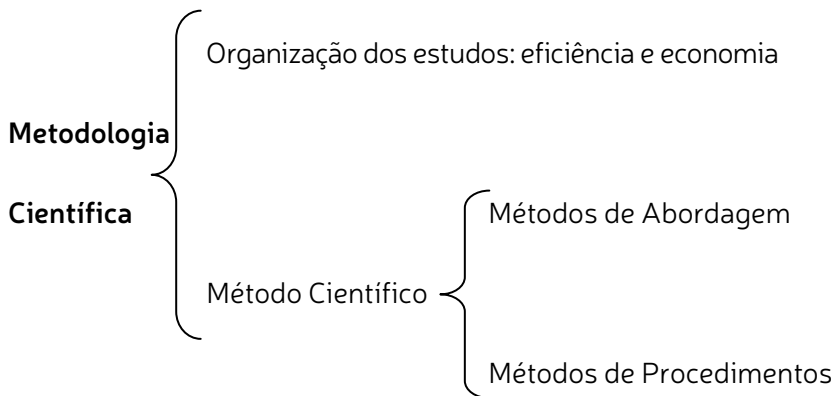 Organização dos estudos: eficiência e economia
Metodologia
Científica
Métodos de Abordagem
Método Científico
Métodos de Procedimentos